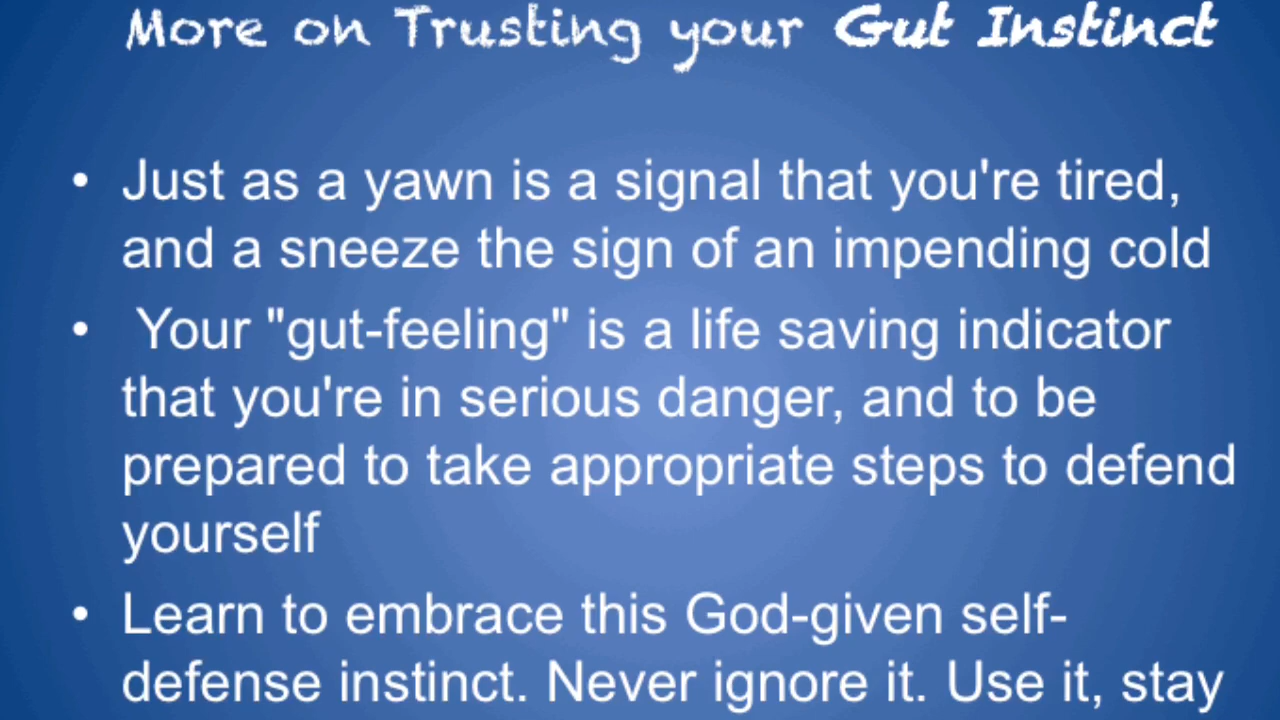 More on Trusting your Gut Instinct
• Just as a yawn is a signal that you're tired,
and a sneeze the sign of an impending cold
• Your "gut-feeling" is a life saving indicator
that you're in serious danger, and to be
prepared to take appropriate steps to defend
yourself
• Learn to embrace this God-given self-
defense instinct. Never ignore it. Use it, stay